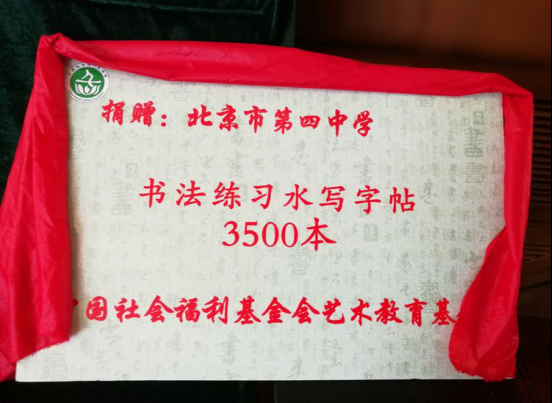 捐赠：北京市第四中学
书法练习水写字帖
3500本
国社会福利基金会艺术教育基